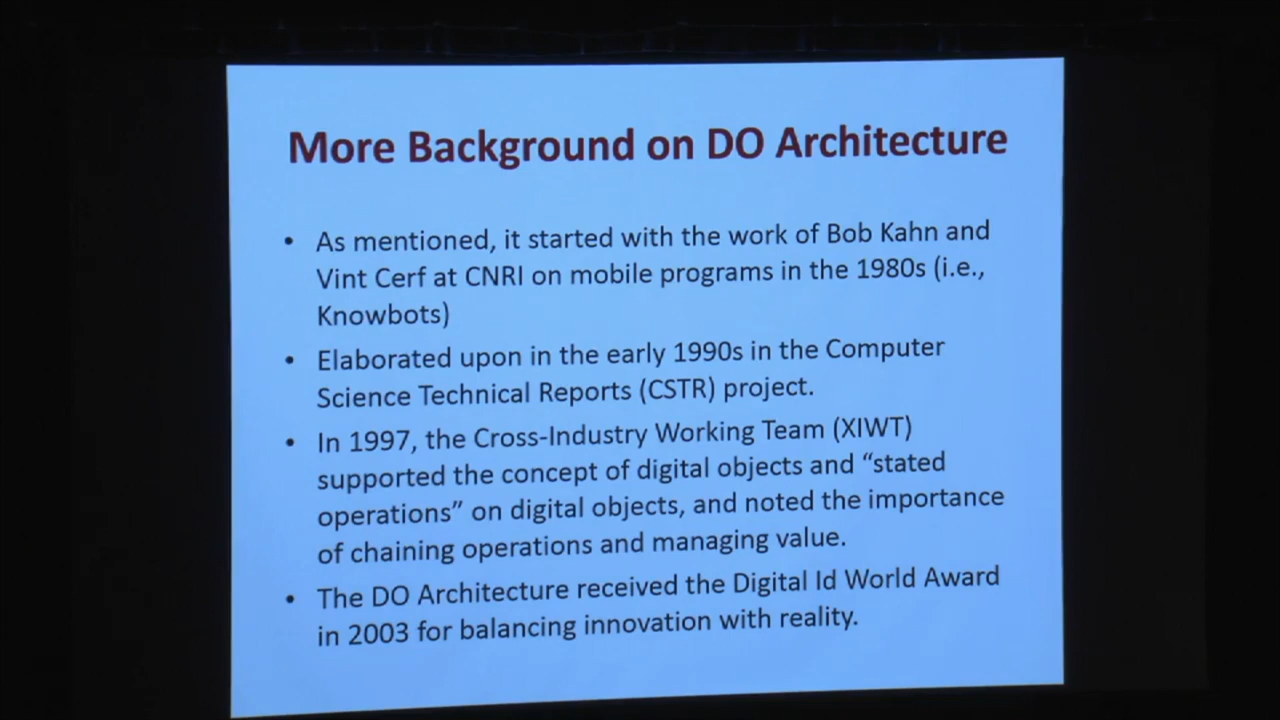 More Background on DO Architecture
• As mentioned, it started with the work of Bob Kahn and
Vint Cerf at CNRI on mobile programs in the 1980s (i.e.,
Knowbots)
• Elaborated upon in the early 1990s in the Computer
Science Technical Reports (CSTR) project.
• In 1997, the Cross-Industry Working Team (XIWT)
supported the concept of digital objects and “stated
operations” on digital objects, and noted the importance
of chaining operations and managing value.
• The DO Architecture received the Digital Id World Award
in 2003 for balancing innovation with reality.